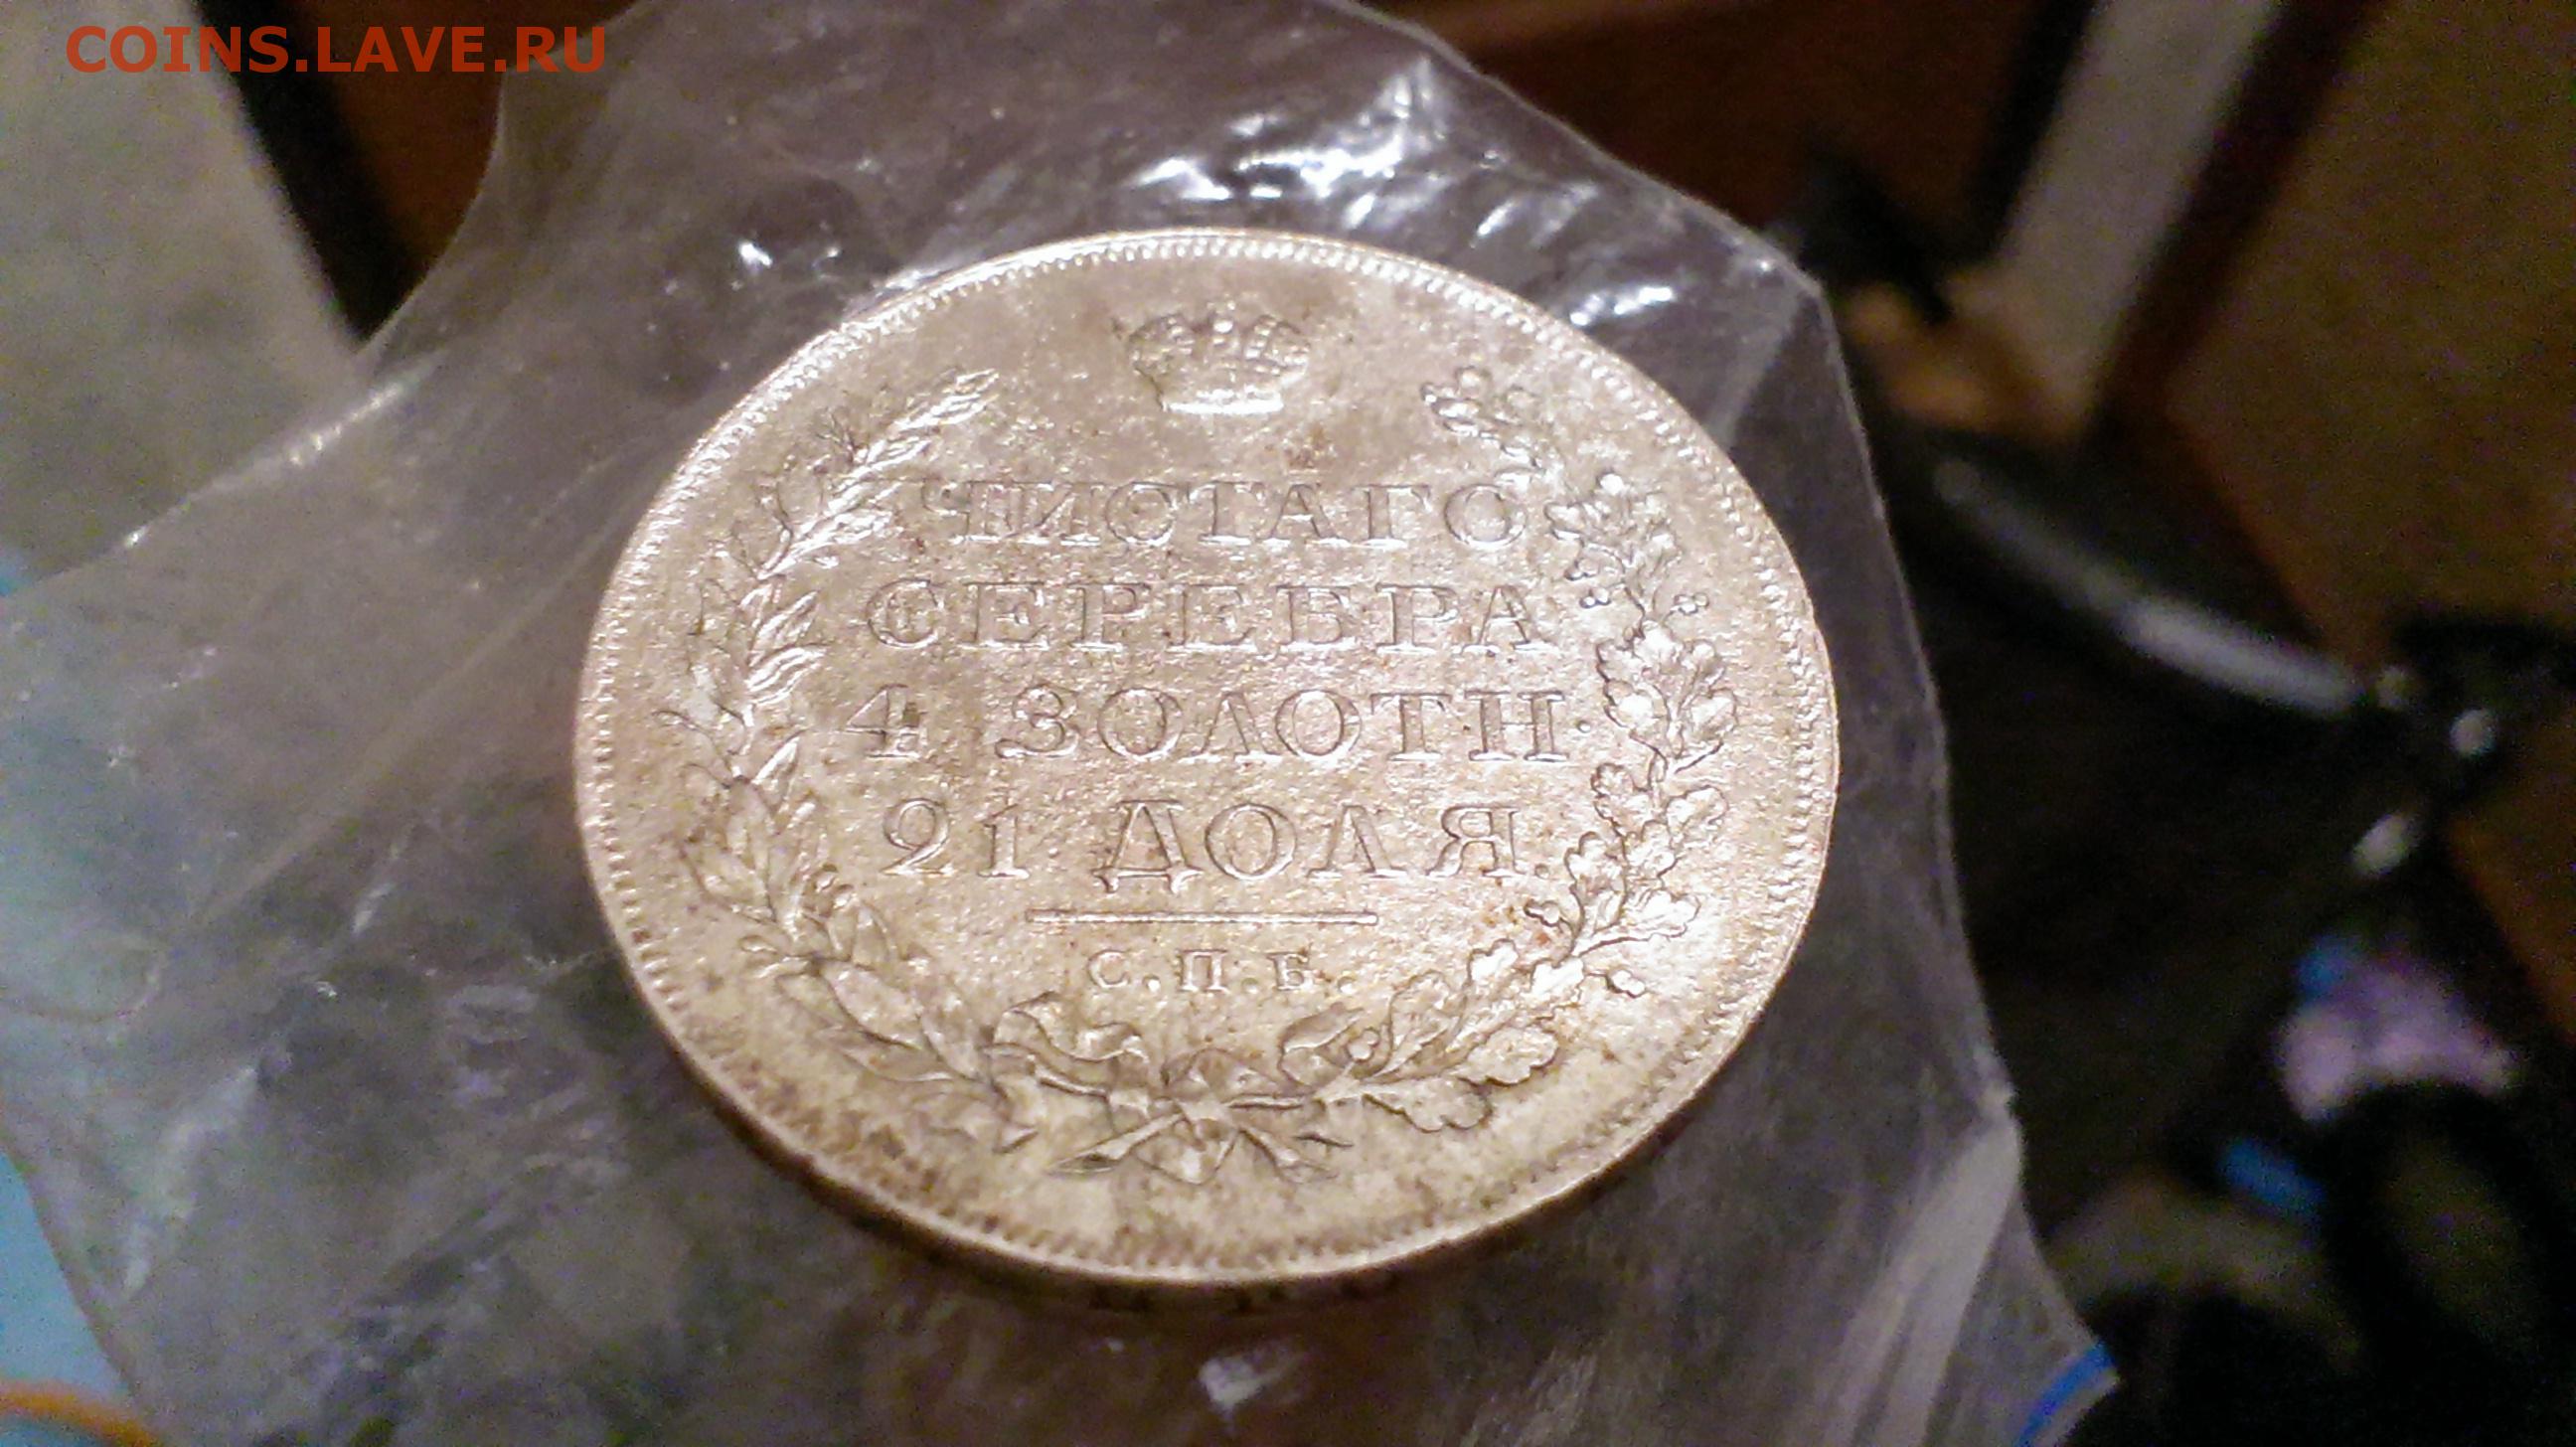 COINS.LAVE.RU
ЧИСТАГО
СЕРЕБРА
4 ЗОЛОТН.
21 ДОЛЯ.
С.П.Б.